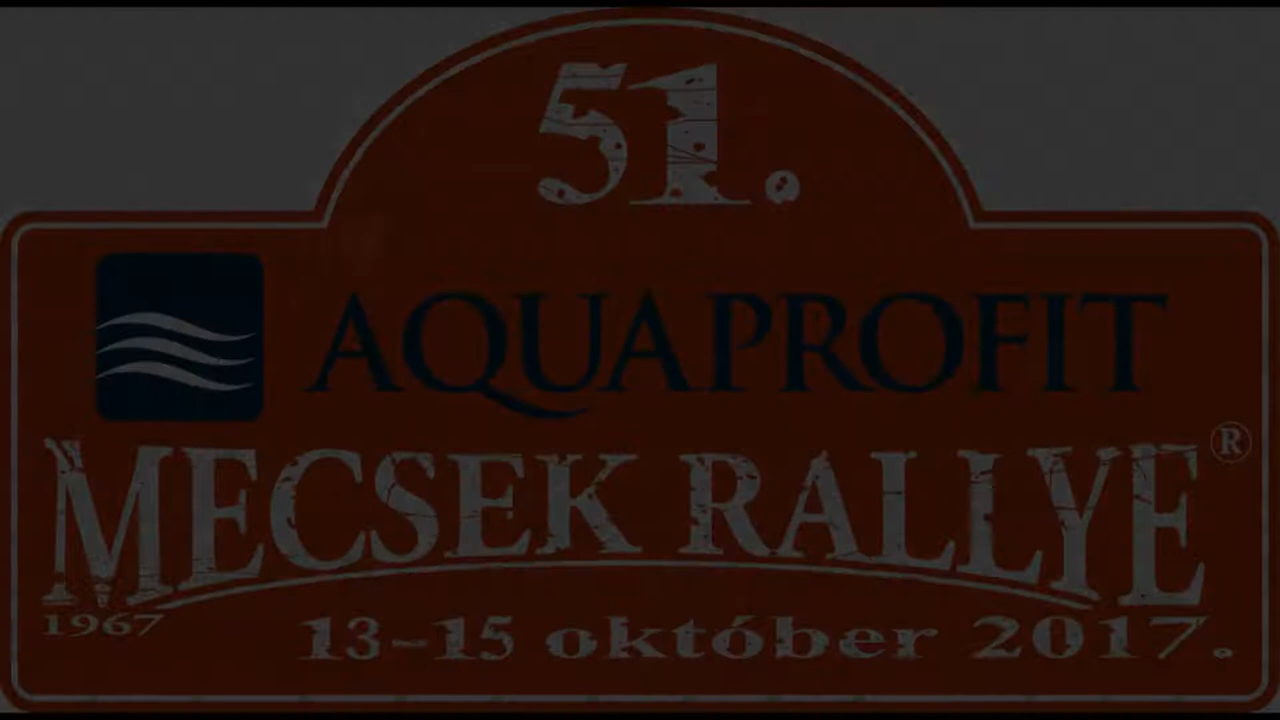 51.
AQUAPROFIT
MECSEK RALLYE®
1967
13-15 október 2017.